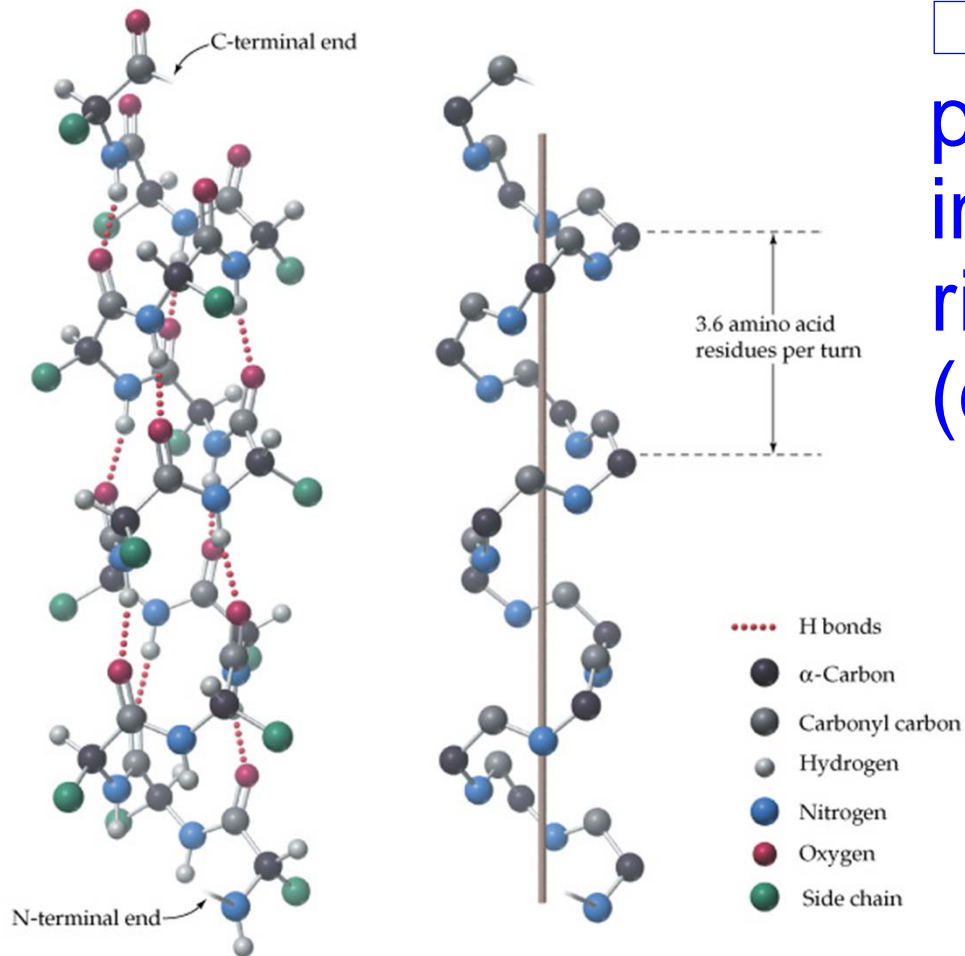 C-terminal end
3.6 amino acid
residues per turn
H bonds
α-Carbon
Carbonyl carbon
Hydrogen
Nitrogen
Oxygen
Side chain
N-terminal end